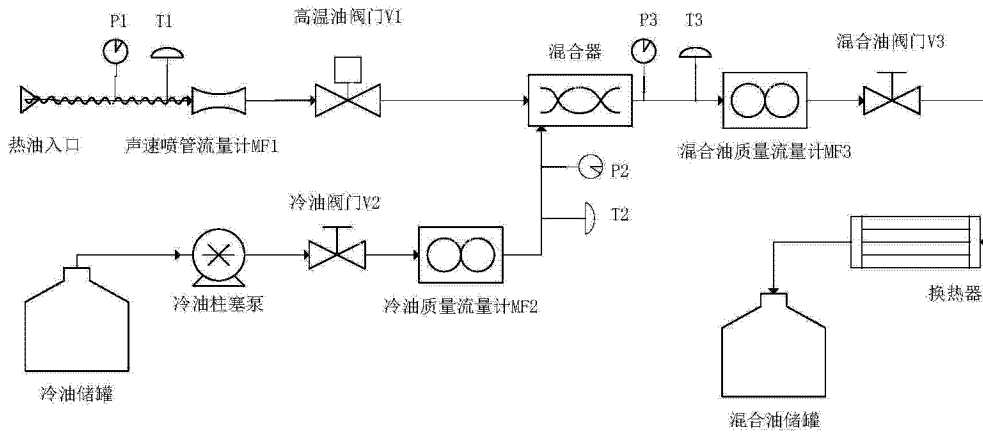 P1
T1
高温油阀门V1
混合器
P3
T3
混合油阀门V3
热油入口
声速喷管流量计MF1
混合油质量流量计MF3
P2
T2
冷油阀门V2
冷油柱塞泵
冷油质量流量计MF2
换热器
冷油储罐
混合油储罐